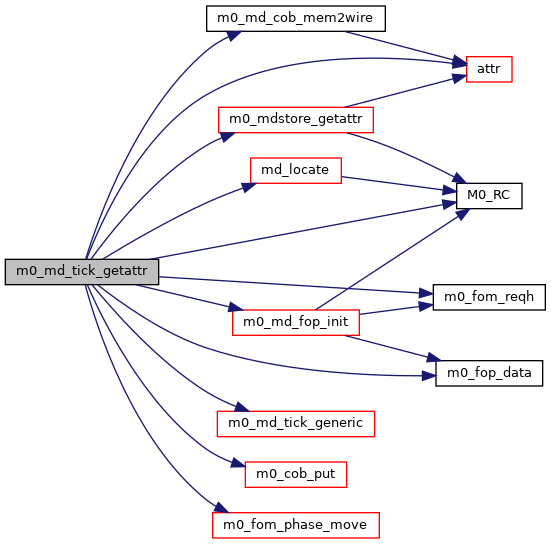 m0_md_cob_mem2wire
attr
m0_mdstore_getattr
md_locate
M0_RC
m0_md_tick_getattr
m0_fom_reqh
m0_md_fop_init
m0_fop_data
m0_md_tick_generic
m0_cob_put
m0_fom_phase_move